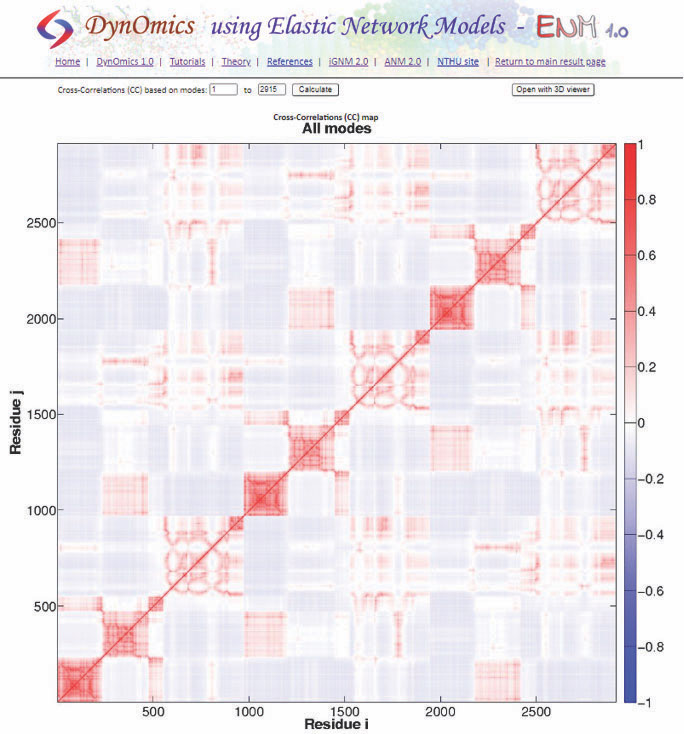 DynOmics using Elastic Network Models - ENM 1.0
Home | DynOmics 1.0 | Tutorials | Theory | References | iGNM 2.0 | ANM 2.0 | NTHU site | Return to main result page
Cross-Correlations (CC) based on modes: 1 to 2915 Calculate Open with 3D viewer
Cross-Correlations (CC) map
All modes
1
0.8
0.6
0.4
0.2
0
−0.2
−0.4
−0.6
−0.8
−1
2500
2000
1500
1000
500
Residue j
500 1000 1500 2000 2500
Residue i